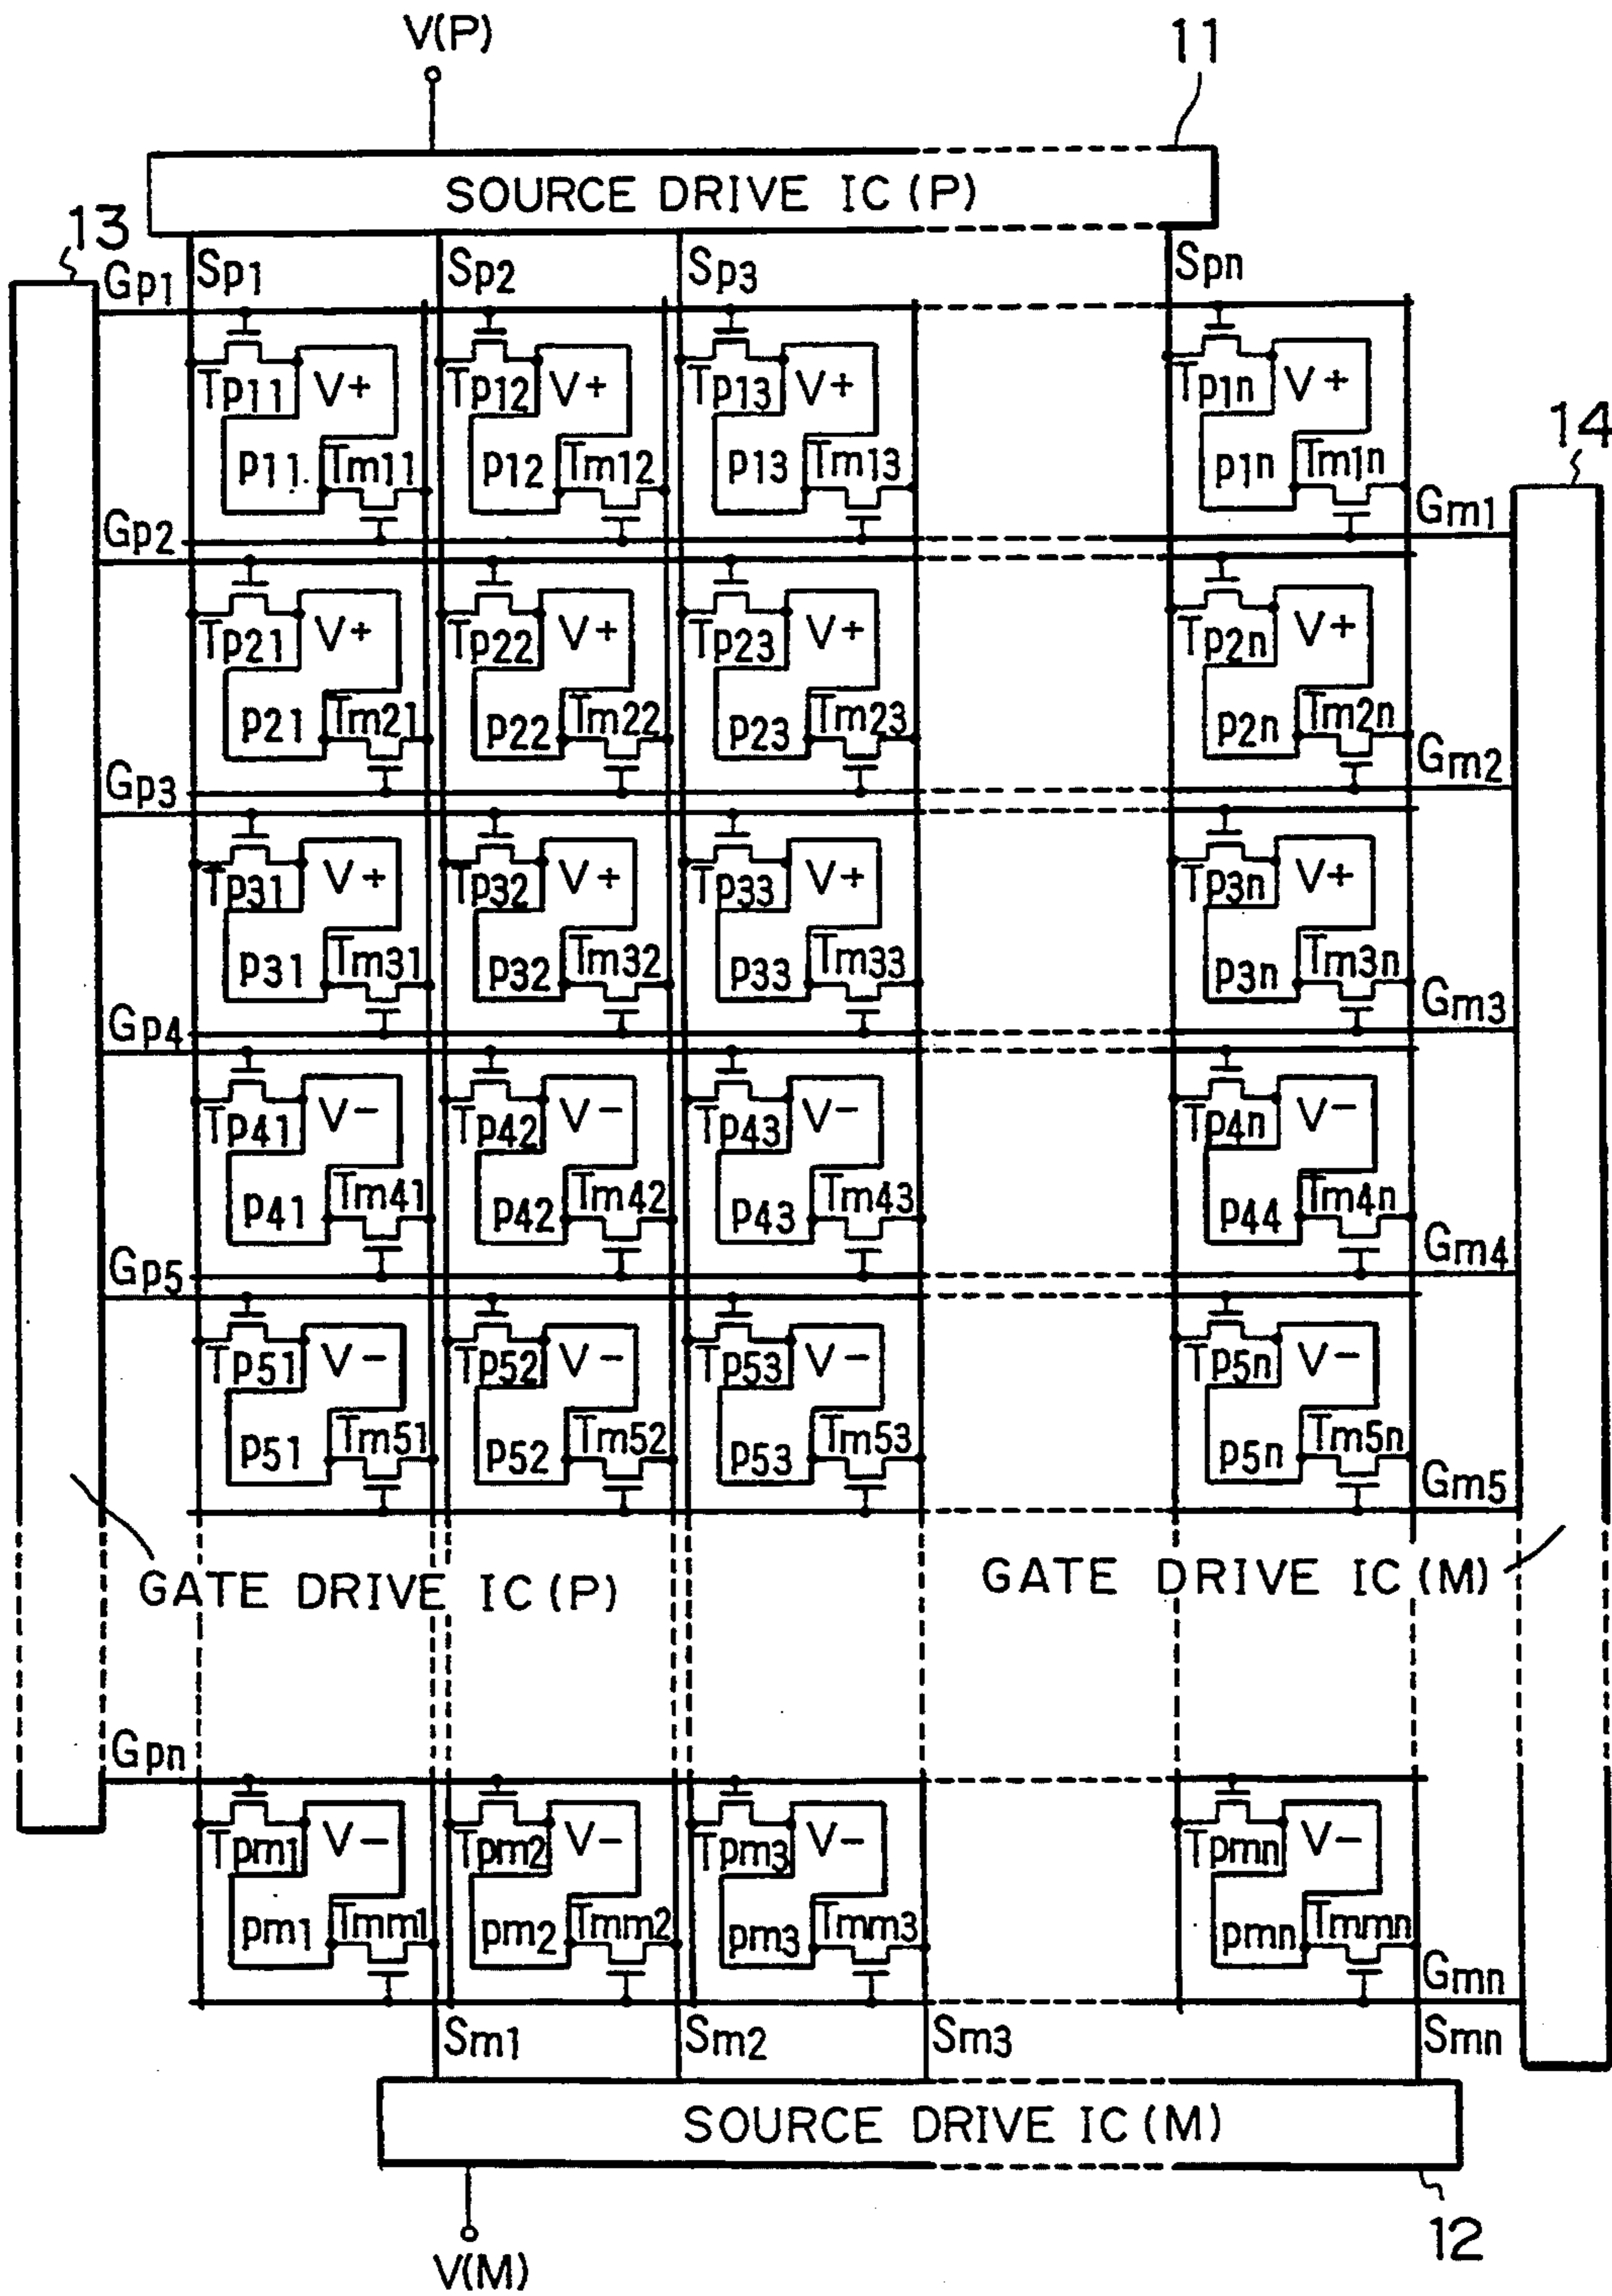 V(P)
11
SOURCE DRIVE IC (P)
13
Gp1 Sp1 Sp2 Sp3 Spn
Tp11 V+ Tp12 V+ Tp13 V+ Tp1n V+
14
p11 Tm11 p12 Tm12 p13 Tm13 p1n Tm1n
Gm1
Gp2
Tp21 V+ Tp22 V+ Tp23 V+ Tp2n V+
p21 Tm21 p22 Tm22 p23 Tm23 p2n Tm2n
Gm2
Gp3
Tp31 V+ Tp32 V+ Tp33 V+ Tp3n V+
p31 Tm31 p32 Tm32 p33 Tm33 p3n Tm3n
Gm3
Gp4
Tp41 V- Tp42 V- Tp43 V- Tp4n V-
p41 Tm41 p42 Tm42 p43 Tm43 p44 Tm4n
Gm4
Gp5
Tp51 V- Tp52 V- Tp53 V- Tp5n V-
p51 Tm51 p52 Tm52 p53 Tm53 p5n Tm5n
Gm5
GATE DRIVE IC (P) GATE DRIVE IC (M)
Gpn
Tpm1 V- Tpm2 V- Tpm3 V- Tpmn V-
pm1 Tmm1 pm2 Tmm2 pm3 Tmm3 pmn Tmmn
Gmn
Sm1 Sm2 Sm3 Smn
SOURCE DRIVE IC (M)
12
V(M)